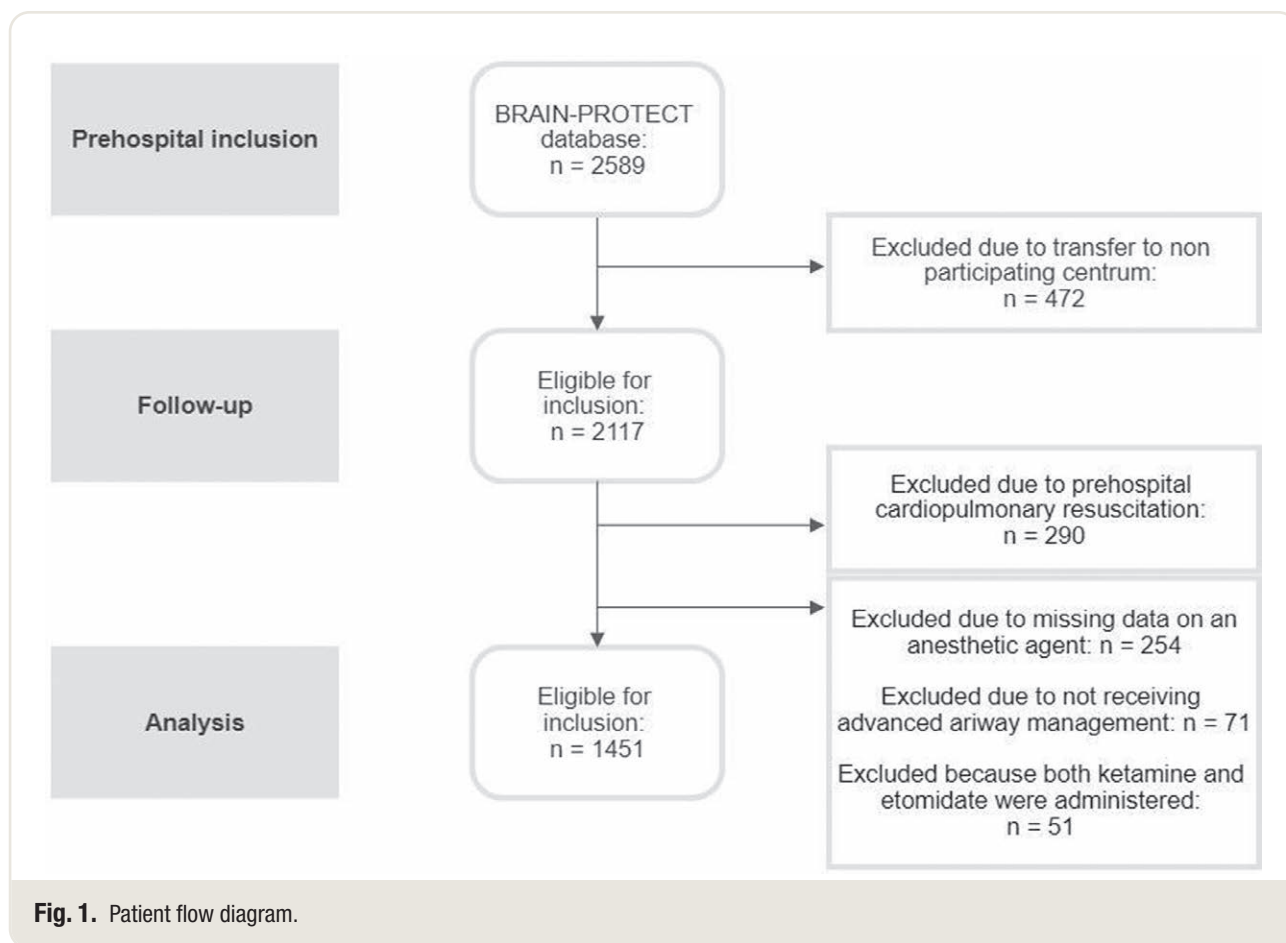 Prehospital inclusion
BRAIN-PROTECT
database:
n = 2589
Excluded due to transfer to non
participating centrum:
n = 472
Follow-up
Eligible for
inclusion:
n = 2117
Excluded due to prehospital
cardiopulmonary resuscitation:
n = 290
Excluded due to missing data on an
anesthetic agent: n = 254
Excluded due to not receiving
advanced ariway management: n = 71
Excluded because both ketamine and
etomidate were administered:
n = 51
Analysis
Eligible for
inclusion:
n = 1451
Fig. 1. Patient flow diagram.